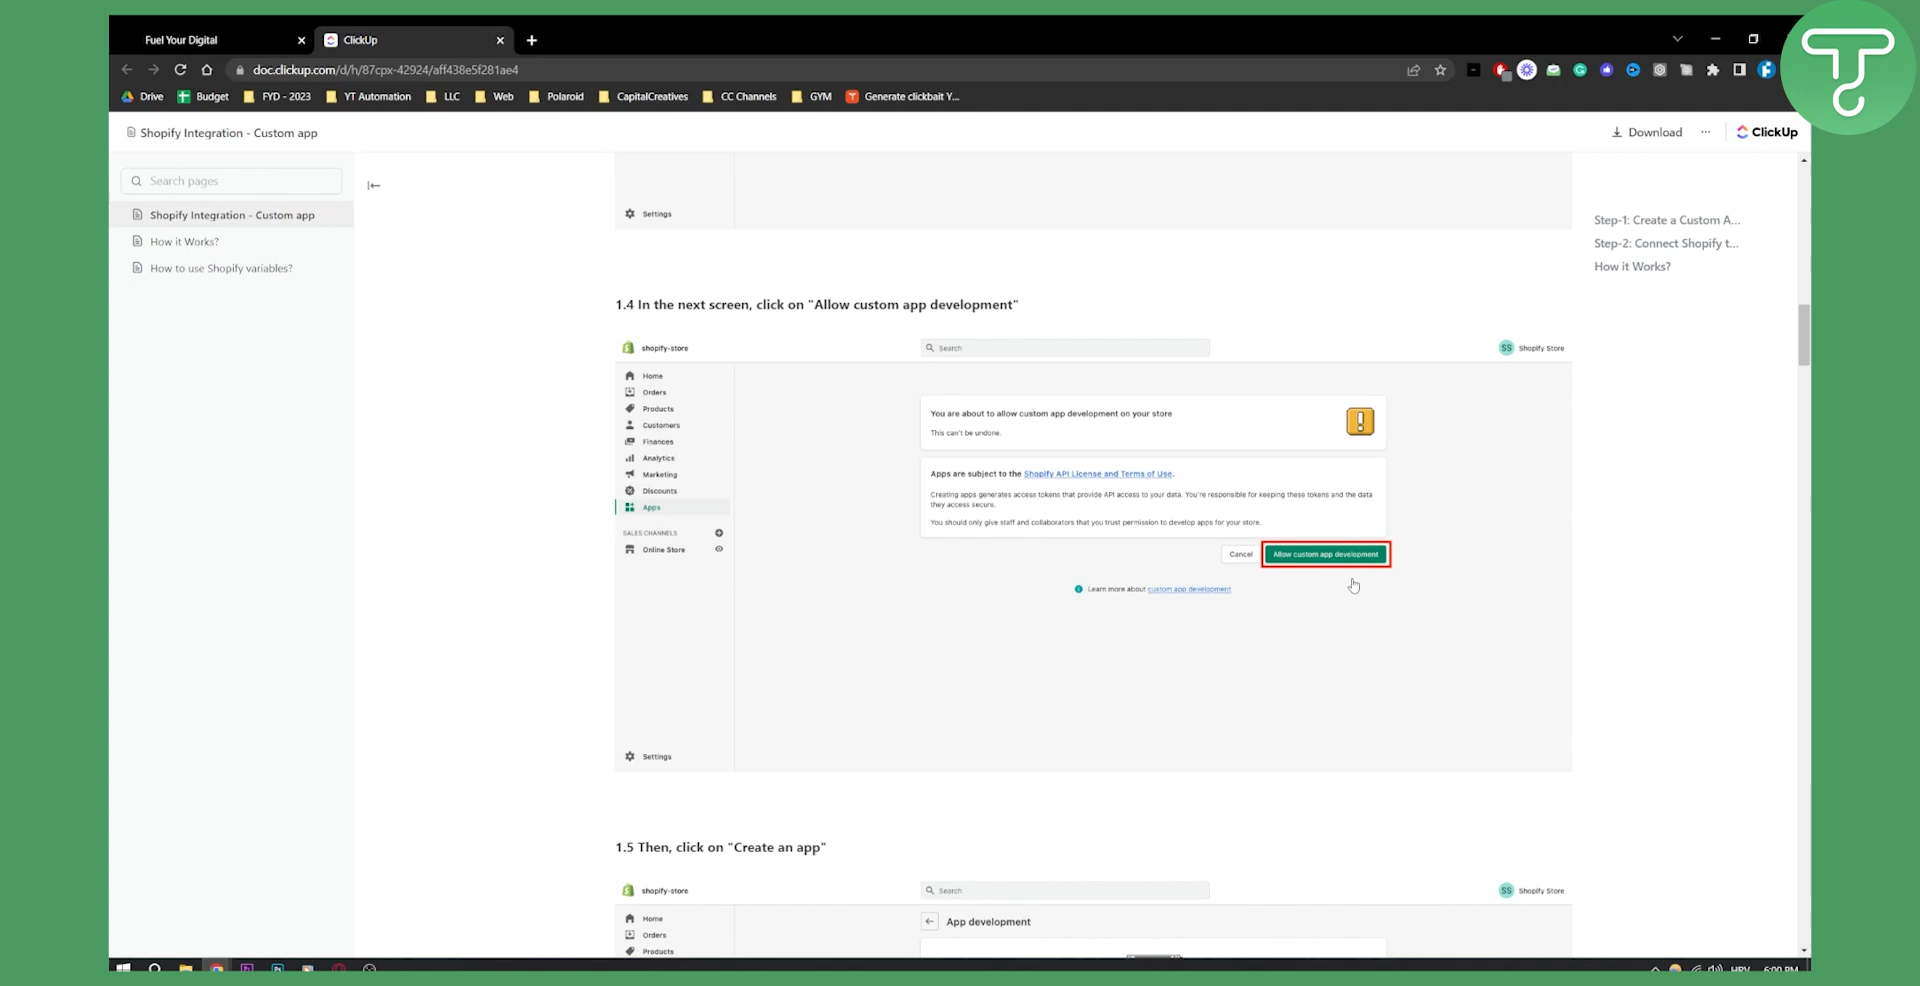 Fuel Your Digital
ClickUp
doc.clickup.com/d/h/87cpx-42924/aff438e5f281ae4
Drive
Budget
FYD - 2023
YT Automation
LLC
Web
Polaroid
CapitalCreatives
CC Channels
GYM
Generate clickbait Y...
Shopify Integration - Custom app
Download
ClickUp
Search pages
Shopify Integration - Custom app
How it Works?
How to use Shopify variables?
Settings
Step-1: Create a Custom A...
Step-2: Connect Shopify t...
How it Works?
1.4 In the next screen, click on "Allow custom app development"
shopify-store
Search
SS Shopify Store
Home
Orders
Products
Customers
Finances
Analytics
Marketing
Discounts
Apps
SALES CHANNELS
Online Store
You are about to allow custom app development on your store
This can't be undone.
Apps are subject to the Shopify API License and Terms of Use.
Creating apps generates access tokens that provide API access to your data. You're responsible for keeping these tokens and the data
they access secure.
You should only give staff and collaborators that you trust permission to develop apps for your store.
Cancel
Allow custom app development
Learn more about custom app development
Settings
1.5 Then, click on "Create an app"
shopify-store
Search
SS Shopify Store
Home
Orders
Products
App development
HRV
6:00 PM